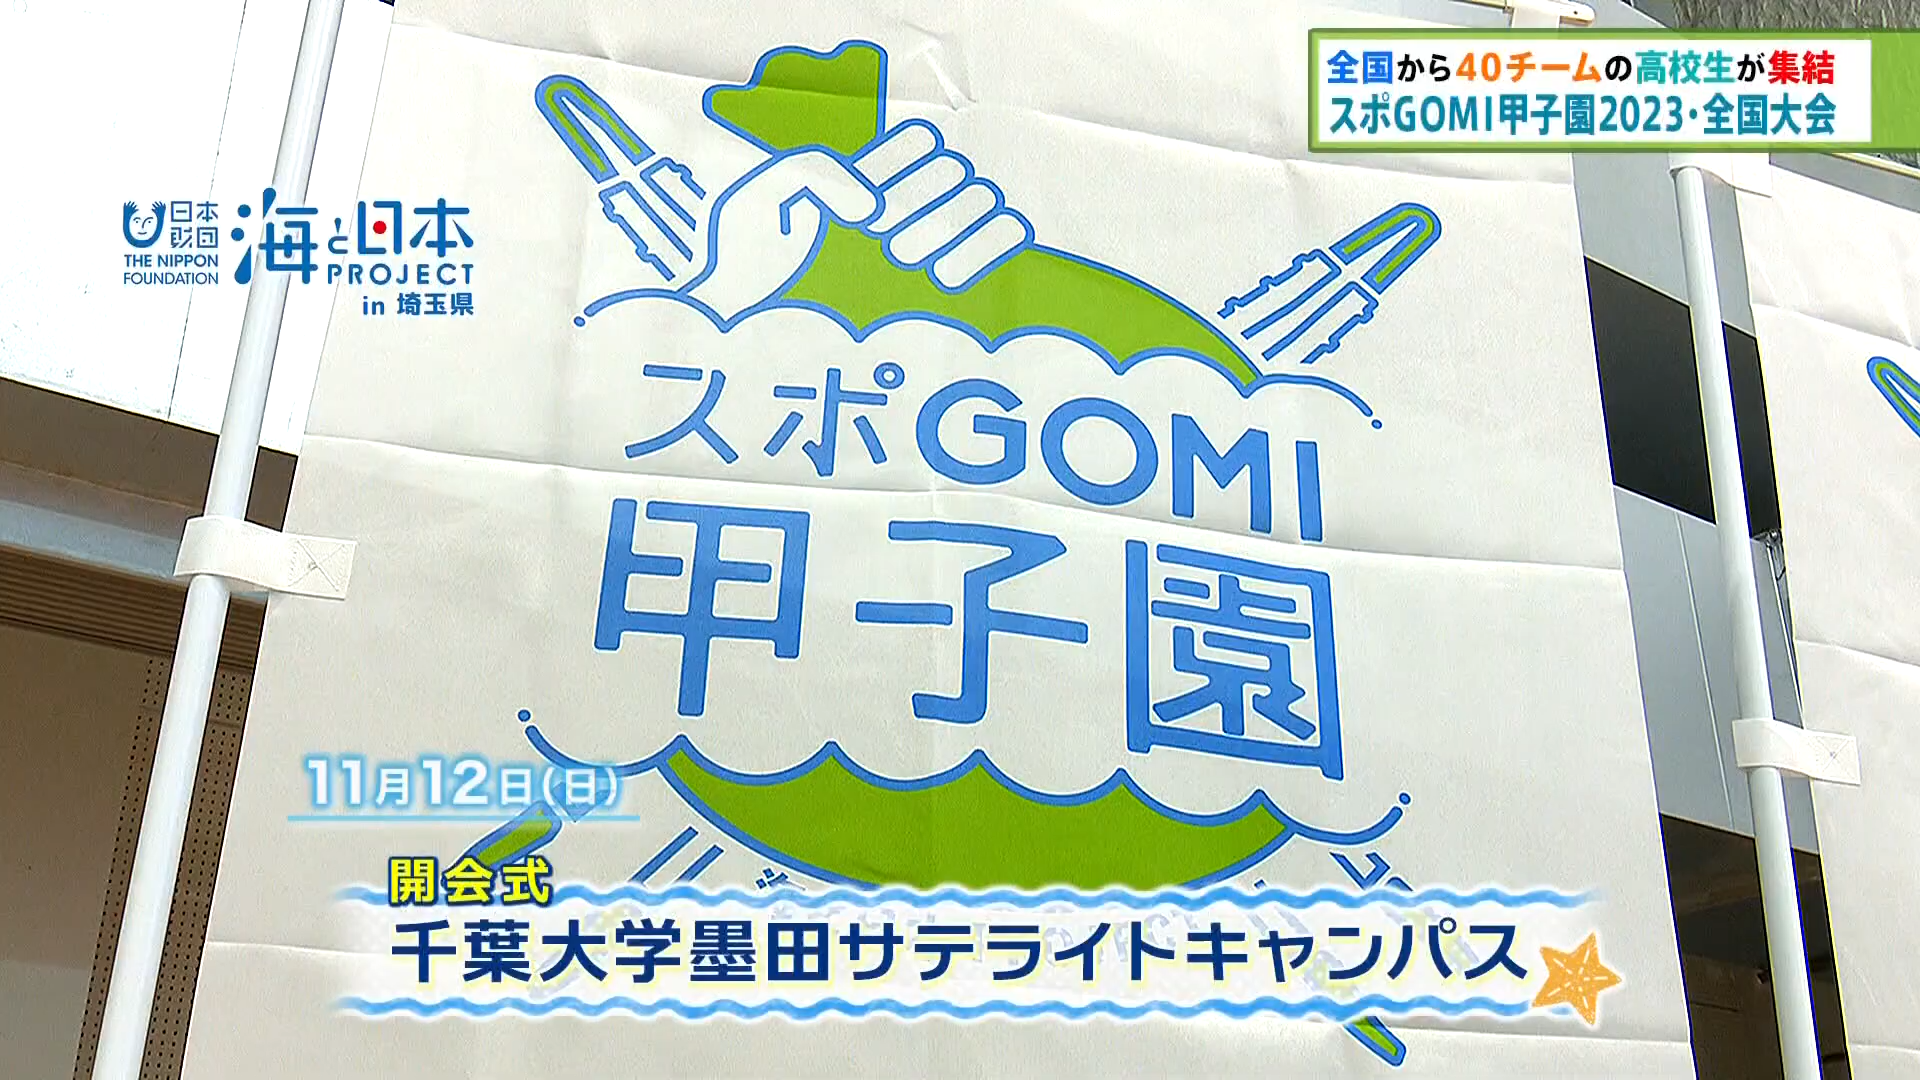 全国から40チームの高校生が集結
スポGOMI甲子園2023・全国大会
日本
財団
THE NIPPON
FOUNDATION
海と日本
PROJECT
in 埼玉県
スポGOMI
甲子園
11月12日(日)
開会式
千葉大学墨田サテライトキャンパス